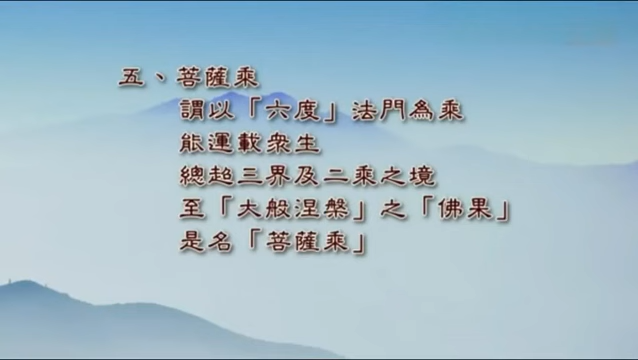 五、菩薩乘
謂以「六度」法門為乘
能運載眾生
總超三界及二乘之境
至「大般涅槃」之「佛果」
是名「菩薩乘」